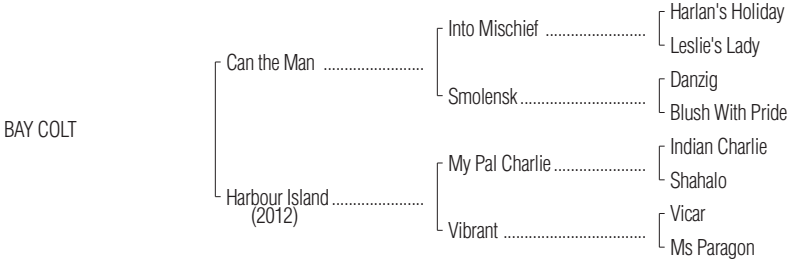 Harlan's Holiday
Into Mischief
Leslie's Lady
Can the Man
Danzig
Smolensk
Blush With Pride
BAY COLT
Indian Charlie
My Pal Charlie
Shahalo
Harbour Island
(2012)
Vicar
Vibrant
Ms Paragon